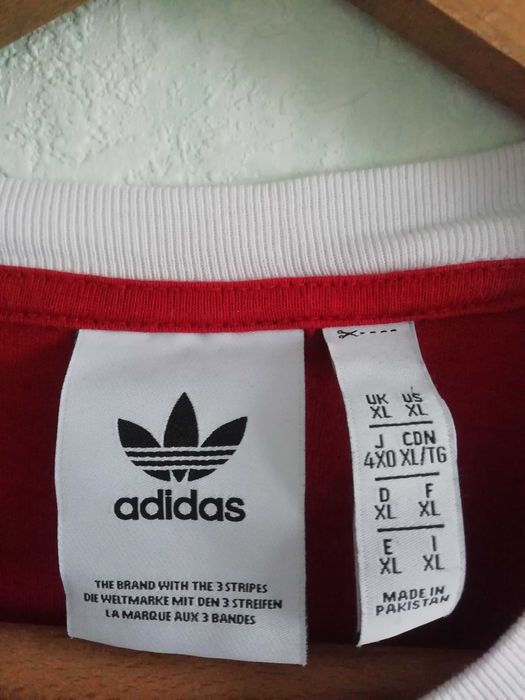 adidas
THE BRAND WITH THE 3 STRIPES
DIE WELTMARKE MIT DEN 3 STREIFEN
LA MARQUE AUX 3 BANDES
UK US
XL XL
J CDN
4XO XL/TG
D F
XL XL
E I
XL XL
MADE IN
PAKISTAN